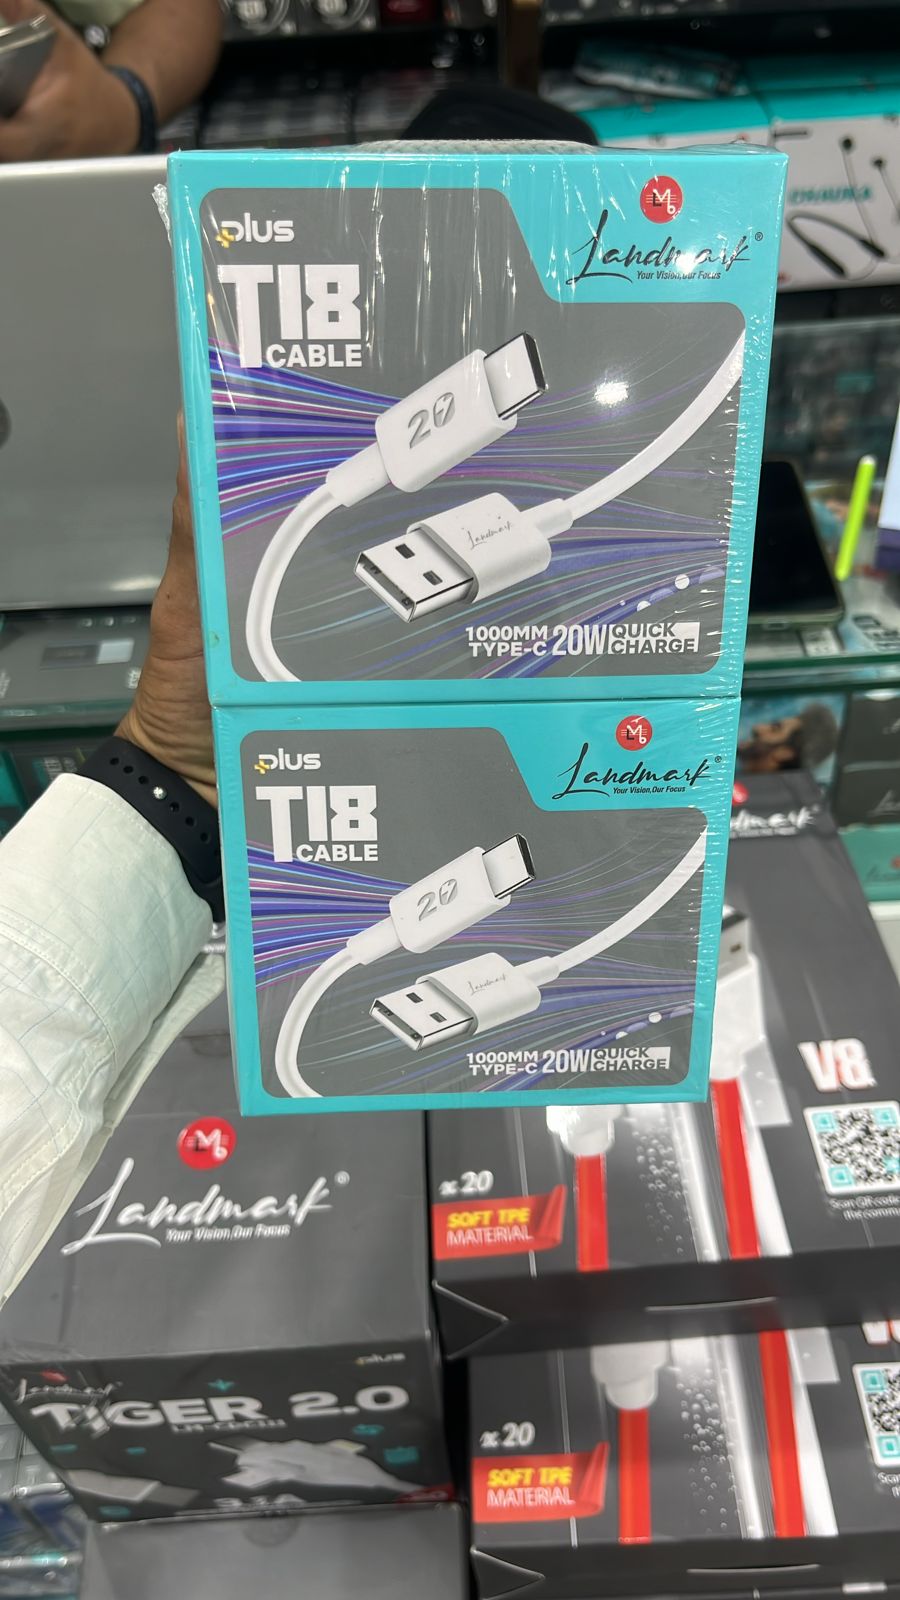 plus
T18
CABLE
Landmark®
Your Vision,Our Focus
20
Landmark
1000MM
TYPE-C
20W
QUICK
CHARGE
plus
T18
CABLE
Landmark®
Your Vision,Our Focus
20
Landmark
1000MM
TYPE-C
20W
QUICK
CHARGE
V8
x20
SOFT TPE
MATERIAL
Landmark®
Your Vision,Our Focus
Landmark
plus
TIGER 2.0
x20
SOFT TPE
MATERIAL